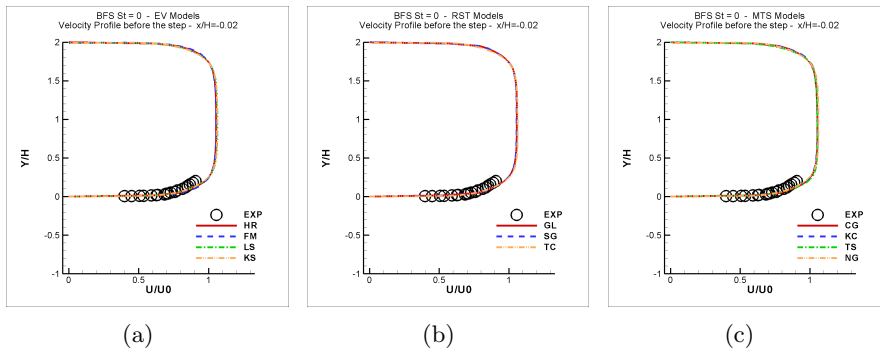 BFS St = 0 - EV Models
Velocity Profile before the step - x/H=-0.02
2
1.5
1
0.5
0
-0.5
-1
Y/H
EXP
HR
FM
LS
KS
0
0.5
1
U/U0
(a)
BFS St = 0 - RST Models
Velocity Profile before the step - x/H=-0.02
2
1.5
1
0.5
0
-0.5
-1
Y/H
EXP
GL
SG
TC
0
0.5
1
U/U0
(b)
BFS St = 0 - MTS Models
Velocity Profile before the step - x/H=-0.02
2
1.5
1
0.5
0
-0.5
-1
Y/H
EXP
CG
KC
TS
NG
0
0.5
1
U/U0
(c)